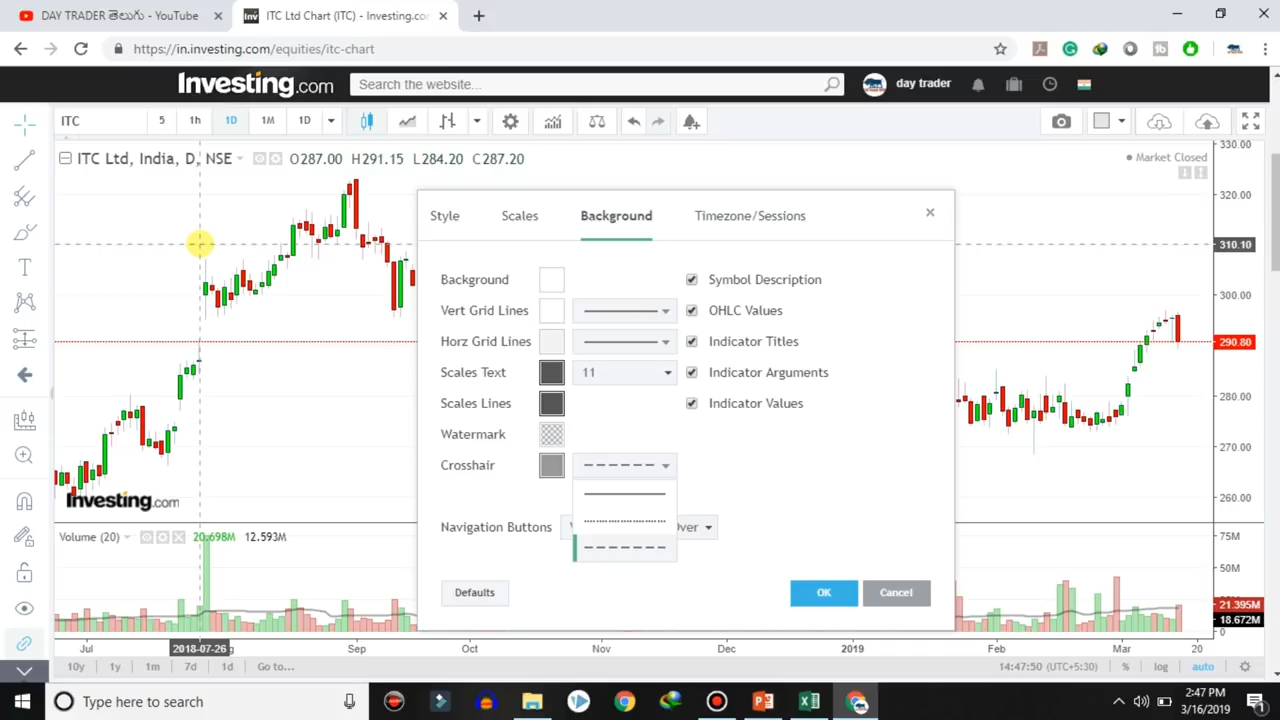 DAY TRADER తెలుగు - YouTube
ITC Ltd Chart (ITC) - Investing.co
https://in.investing.com/equities/itc-chart
Investing.com
Search the website...
day trader
ITC 5 1h 1D 1M 1D
ITC Ltd, India, D, NSE O287.00 H291.15 L284.20 C287.20
Market Closed
330.00
320.00
310.10
300.00
290.80
280.00
270.00
260.00
Style Scales Background Timezone/Sessions
Background Symbol Description
Vert Grid Lines OHLC Values
Horz Grid Lines Indicator Titles
Scales Text 11 Indicator Arguments
Scales Lines Indicator Values
Watermark
Crosshair
Navigation Buttons Over
Defaults OK Cancel
Investing.com
Volume (20) 20.698M 12.593M
75M
50M
21.395M
18.672M
0
Jul 2018-07-26 Sep Oct Nov Dec 2019 Feb Mar 20
10y 1y 1m 7d 1d Go to... 14:47:50 (UTC+5:30) % log auto
Type here to search
2:47 PM
3/16/2019